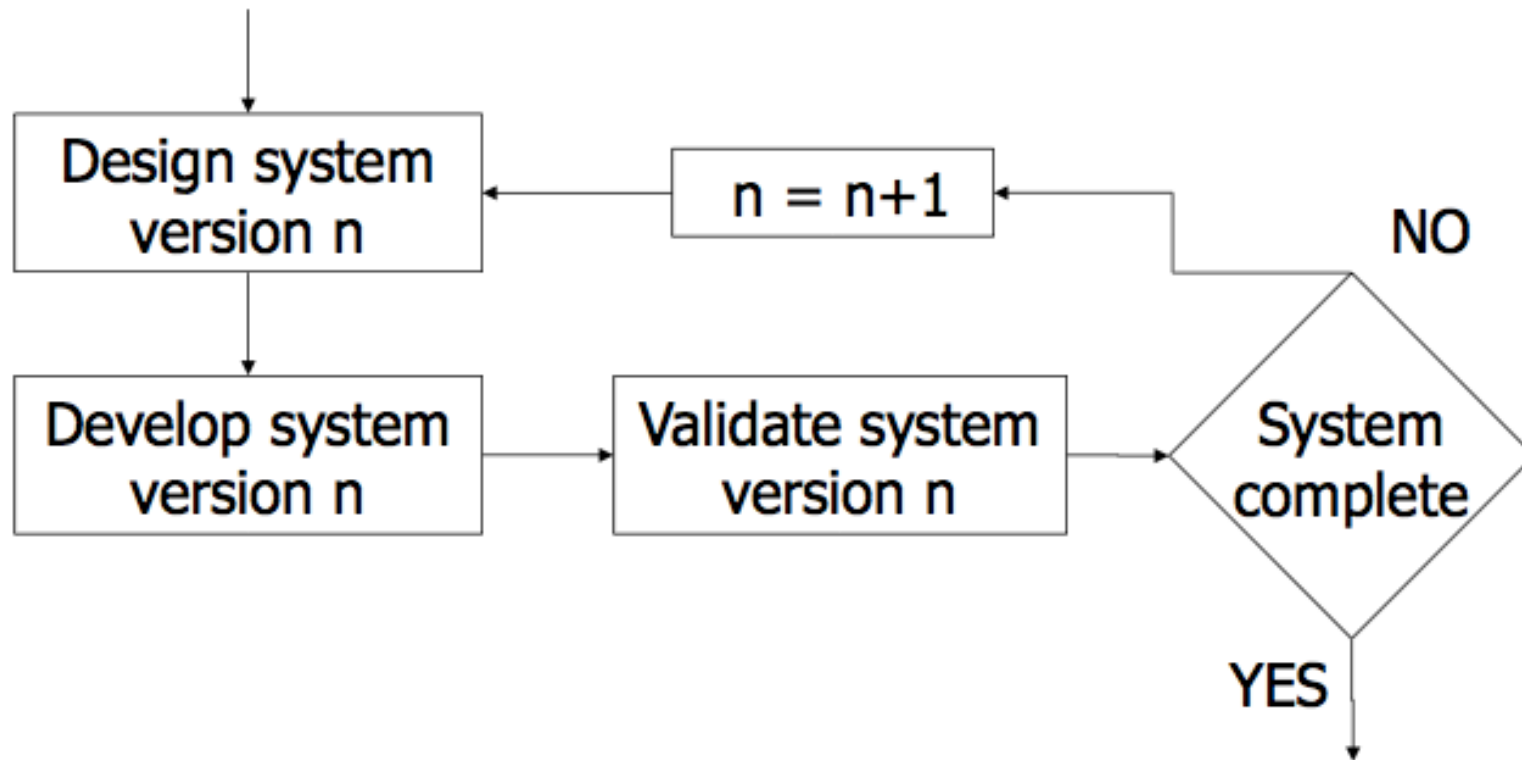 Design system
version n
n = n+1
NO
Develop system
version n
Validate system
version n
System
complete
YES